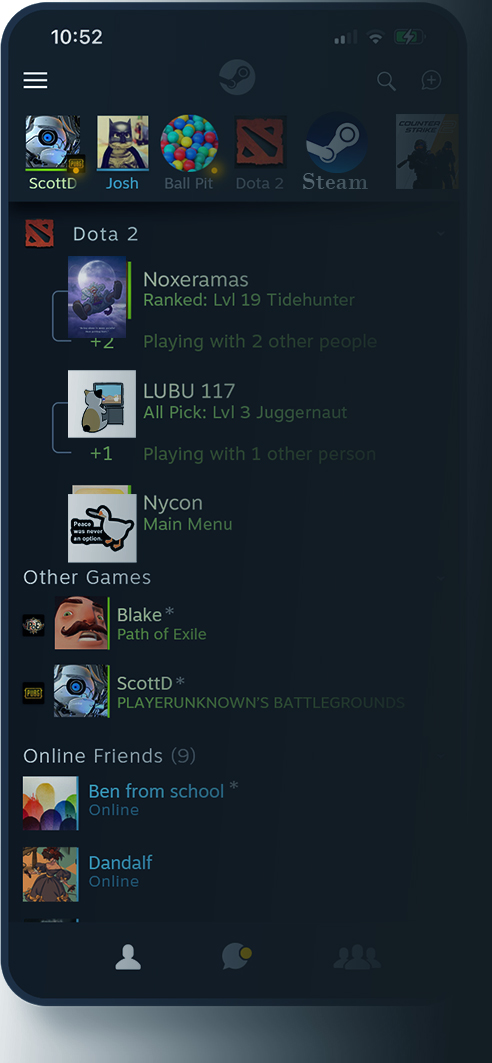 10:52
PUBG
COUNTER
STRIKE
ScottD
Josh
Ball Pit
Dota 2
Steam
Dota 2
Noxeramas
Ranked: Lvl 19 Tidehunter
+2
Playing with 2 other people
LUBU 117
All Pick: Lvl 3 Juggernaut
+1
Playing with 1 other person
Nycon
Main Menu
Peace
was never
an option.
Other Games
Blake*
Path of Exile
ScottD*
PUBG
PLAYERUNKNOWN'S BATTLEGROUNDS
Online Friends (9)
Ben from school *
Online
Dandalf
Online